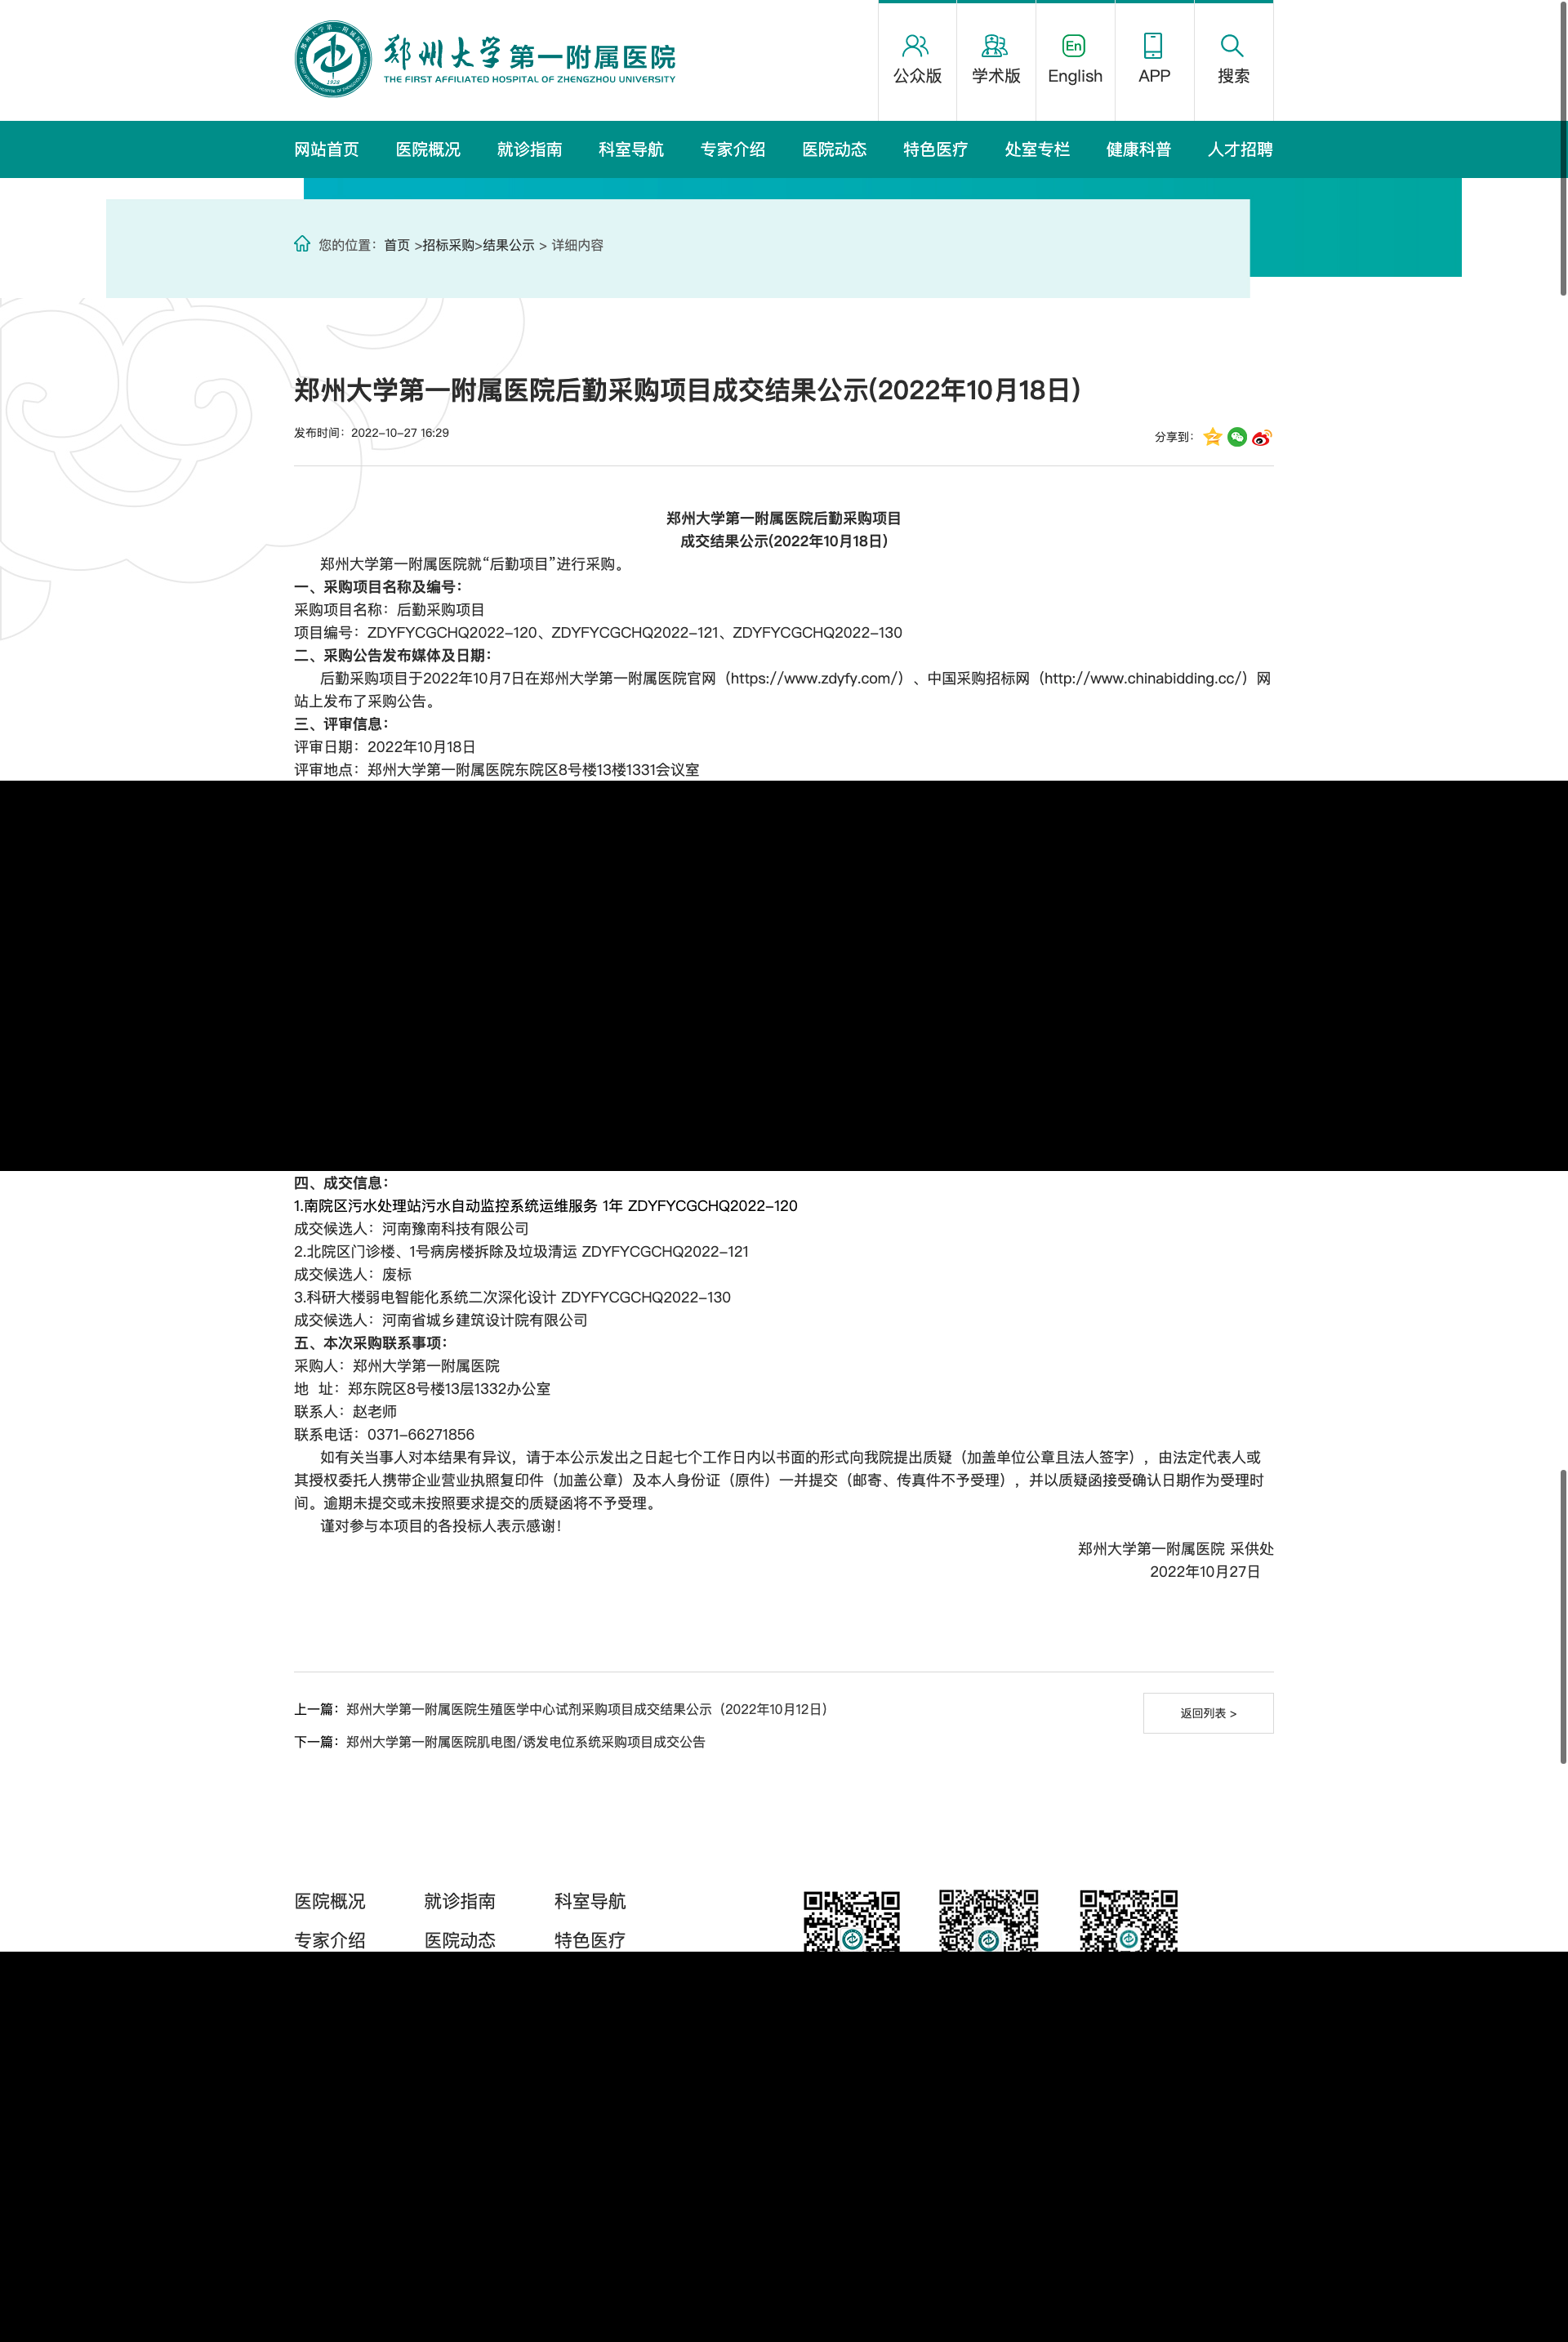 郑州大学第一附属医院
THE FIRST AFFILIATED HOSPITAL OF ZHENGZHOU UNIVERSITY
公众版 学术版 English APP 搜索
网站首页 医院概况 就诊指南 科室导航 专家介绍 医院动态 特色医疗 处室专栏 健康科普 人才招聘
您的位置：首页 >招标采购>结果公示 > 详细内容
郑州大学第一附属医院后勤采购项目成交结果公示(2022年10月18日)
发布时间：2022-10-27 16:29
分享到：
郑州大学第一附属医院后勤采购项目
成交结果公示(2022年10月18日)
郑州大学第一附属医院就“后勤项目”进行采购。
一、采购项目名称及编号：
采购项目名称：后勤采购项目
项目编号：ZDYFYCGCHQ2022-120、ZDYFYCGCHQ2022-121、ZDYFYCGCHQ2022-130
二、采购公告发布媒体及日期：
后勤采购项目于2022年10月7日在郑州大学第一附属医院官网（https://www.zdyfy.com/）、中国采购招标网（http://www.chinabidding.cc/）网
站上发布了采购公告。
三、评审信息：
评审日期：2022年10月18日
评审地点：郑州大学第一附属医院东院区8号楼13楼1331会议室
四、成交信息：
1.南院区污水处理站污水自动监控系统运维服务 1年 ZDYFYCGCHQ2022-120
成交候选人：河南豫南科技有限公司
2.北院区门诊楼、1号病房楼拆除及垃圾清运 ZDYFYCGCHQ2022-121
成交候选人：废标
3.科研大楼弱电智能化系统二次深化设计 ZDYFYCGCHQ2022-130
成交候选人：河南省城乡建筑设计院有限公司
五、本次采购联系事项：
采购人：郑州大学第一附属医院
地 址：郑东院区8号楼13层1332办公室
联系人：赵老师
联系电话：0371-66271856
如有关当事人对本结果有异议，请于本公示发出之日起七个工作日内以书面的形式向我院提出质疑（加盖单位公章且法人签字），由法定代表人或
其授权委托人携带企业营业执照复印件（加盖公章）及本人身份证（原件）一并提交（邮寄、传真件不予受理），并以质疑函接受确认日期作为受理时
间。逾期未提交或未按照要求提交的质疑函将不予受理。
谨对参与本项目的各投标人表示感谢！
郑州大学第一附属医院 采供处
2022年10月27日
上一篇：郑州大学第一附属医院生殖医学中心试剂采购项目成交结果公示（2022年10月12日）
返回列表 >
下一篇：郑州大学第一附属医院肌电图/诱发电位系统采购项目成交公告
医院概况 就诊指南 科室导航
专家介绍 医院动态 特色医疗